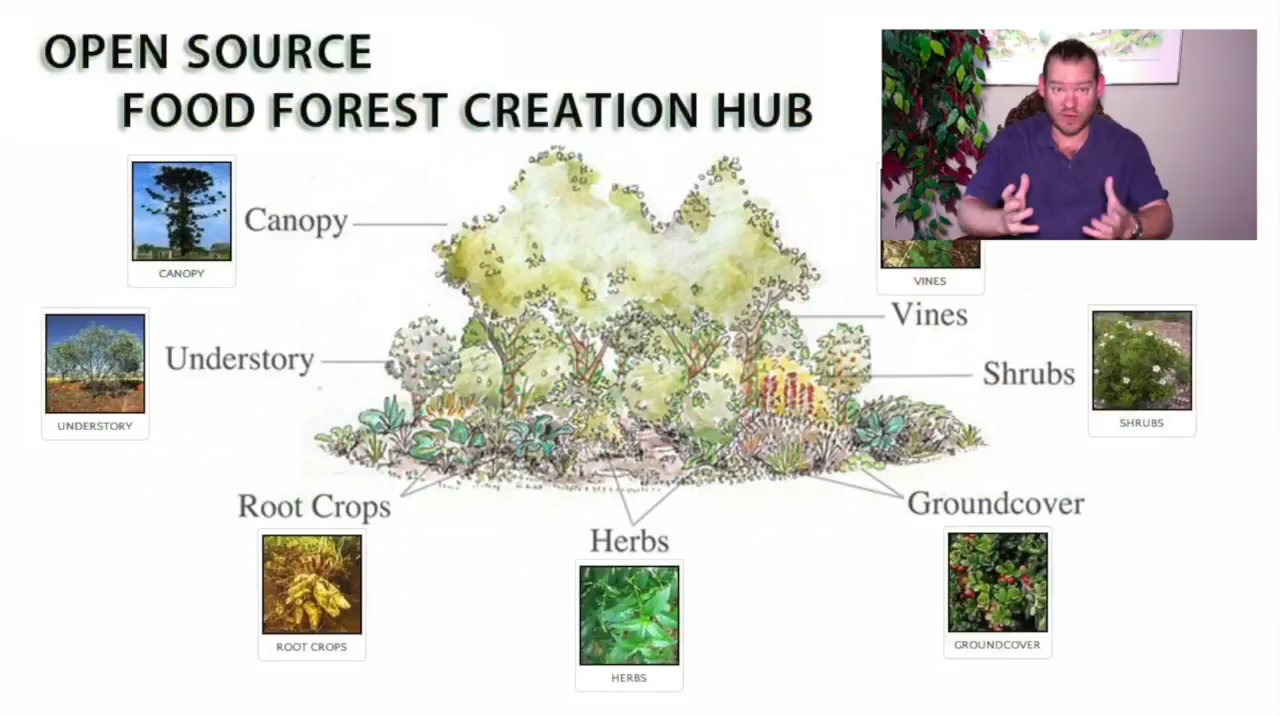 OPEN SOURCE
FOOD FOREST CREATION HUB
Canopy
CANOPY
VINES
Vines
Understory
Shrubs
UNDERSTORY
SHRUBS
Root Crops
Groundcover
Herbs
ROOT CROPS
GROUNDCOVER
HERBS